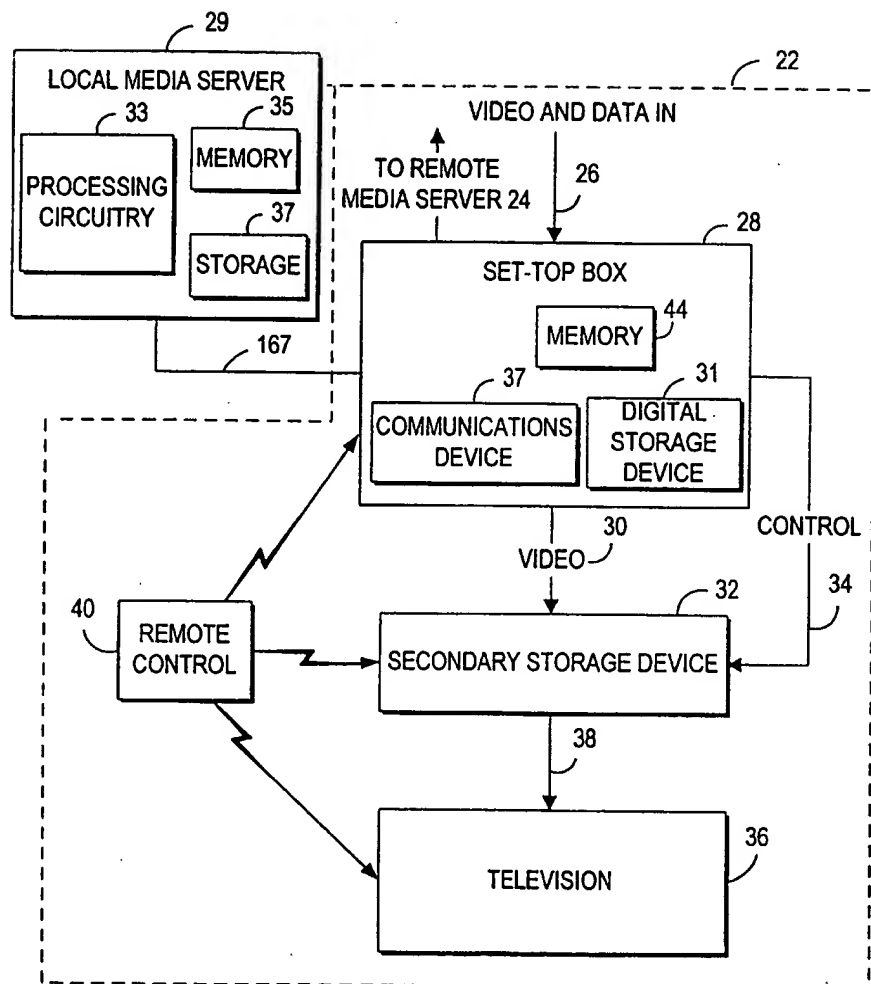 29
LOCAL MEDIA SERVER
33
35
PROCESSING
CIRCUITRY
MEMORY
37
STORAGE
22
VIDEO AND DATA IN
TO REMOTE
MEDIA SERVER 24
26
28
SET-TOP BOX
MEMORY
44
167
37
31
COMMUNICATIONS
DEVICE
DIGITAL
STORAGE
DEVICE
VIDEO
30
CONTROL
34
32
40
REMOTE
CONTROL
SECONDARY STORAGE DEVICE
38
36
TELEVISION